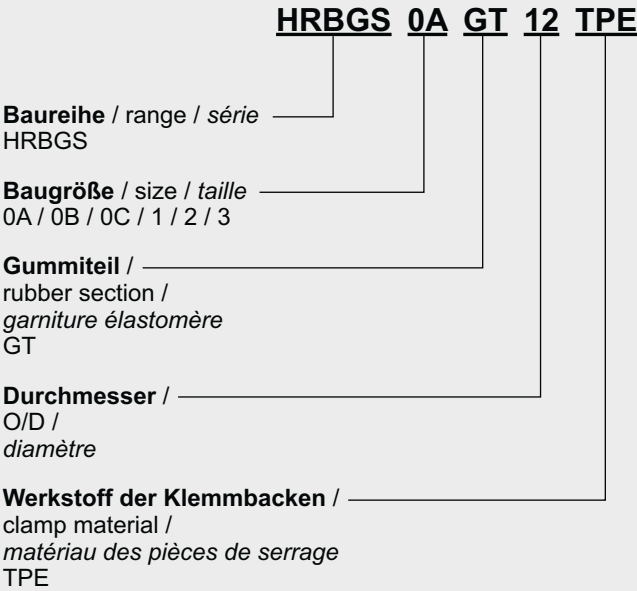 HRBGS 0A GT 12 TPE
Baureihe / range / série
HRBGS
Baugröße / size / taille
0A / 0B / 0C / 1 / 2 / 3
Gummiteil /
rubber section /
garniture élastomère
GT
Durchmesser /
O/D /
diamètre
Werkstoff der Klemmbacken /
clamp material /
matériau des pièces de serrage
TPE